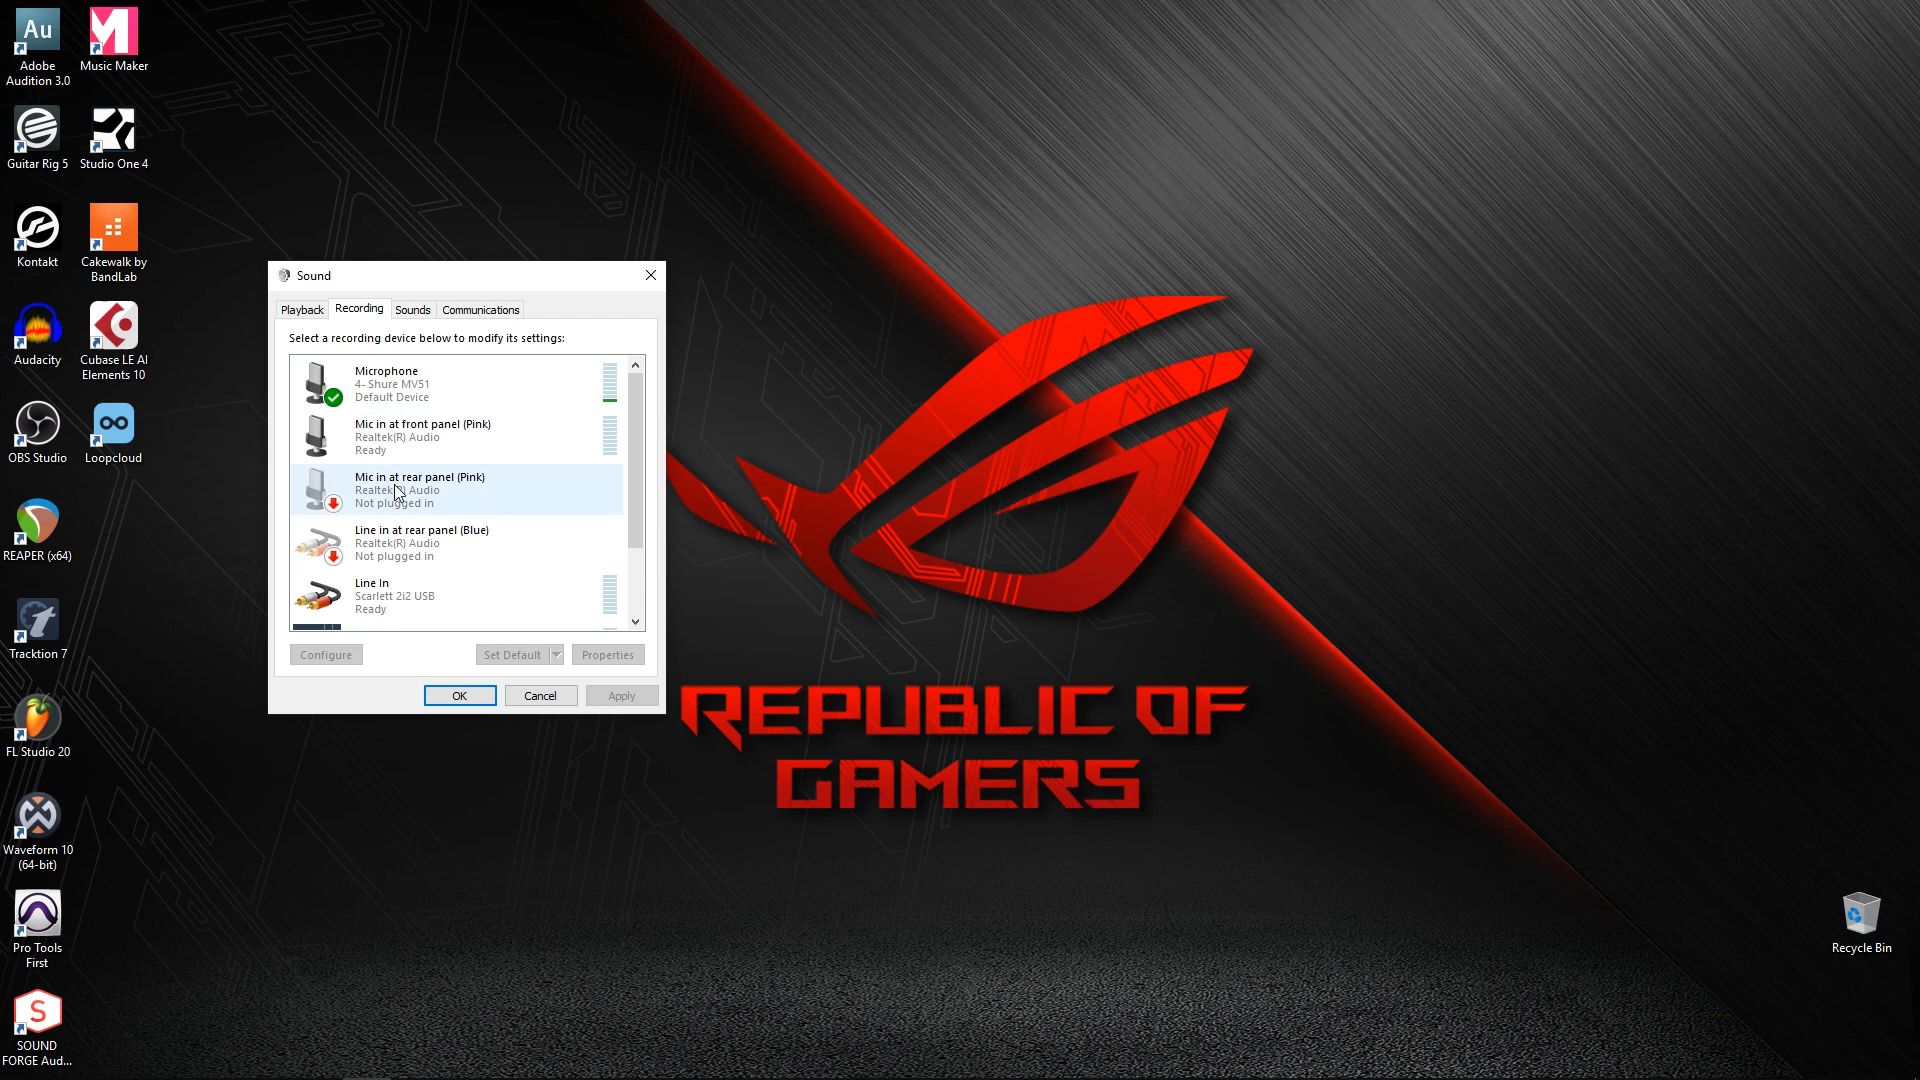 Au
Adobe
Audition 3.0
Music Maker
Guitar Rig 5
Studio One 4
Kontakt
Cakewalk by
BandLab
Audacity
Cubase LE AI
Elements 10
OBS Studio
Loopcloud
REAPER (x64)
Tracktion 7
FL Studio 20
Waveform 10
(64-bit)
Pro Tools
First
S
SOUND
FORGE Aud...
Sound
Playback
Recording
Sounds
Communications
Select a recording device below to modify its settings:
Microphone
4- Shure MV51
Default Device
Mic in at front panel (Pink)
Realtek(R) Audio
Ready
Mic in at rear panel (Pink)
Realtek(R) Audio
Not plugged in
Line in at rear panel (Blue)
Realtek(R) Audio
Not plugged in
Line In
Scarlett 2i2 USB
Ready
Configure
Set Default
Properties
OK
Cancel
Apply
REPUBLIC OF
GAMERS
Recycle Bin